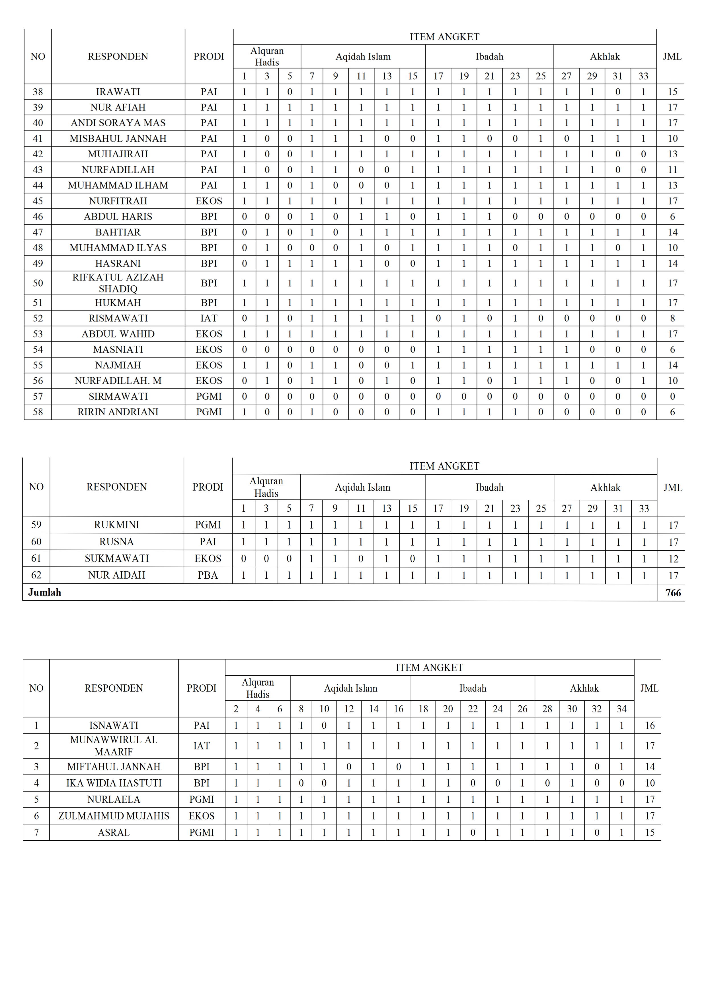 ITEM ANGKET
NO RESPONDEN PRODI Alquran Hadis Aqidah Islam Ibadah Akhlak JML
1 3 5 7 9 11 13 15 17 19 21 23 25 27 29 31 33
38 IRAWATI PAI 1 1 0 1 1 1 1 1 1 1 1 1 1 1 1 0 1 15
39 NUR AFIAH PAI 1 1 1 1 1 1 1 1 1 1 1 1 1 1 1 1 1 17
40 ANDI SORAYA MAS PAI 1 1 1 1 1 1 1 1 1 1 1 1 1 1 1 1 1 17
41 MISBAHUL JANNAH PAI 1 0 0 1 1 1 0 0 1 1 0 0 1 0 1 1 1 10
42 MUHAJIRAH PAI 1 0 0 1 1 1 1 1 1 1 1 1 1 1 1 0 0 13
43 NURFADILLAH PAI 1 0 0 1 1 0 0 1 1 1 1 1 1 1 1 0 0 11
44 MUHAMMAD ILHAM PAI 1 1 0 1 0 0 0 1 1 1 1 1 1 1 1 1 1 13
45 NURFITRAH EKOS 1 1 1 1 1 1 1 1 1 1 1 1 1 1 1 1 1 17
46 ABDUL HARIS BPI 0 0 0 1 0 1 1 0 1 1 1 0 0 0 0 0 0 6
47 BAHTIAR BPI 0 1 0 1 0 1 1 1 1 1 1 1 1 1 1 1 1 14
48 MUHAMMAD ILYAS BPI 0 1 0 0 0 1 0 1 1 1 1 0 1 1 1 0 1 10
49 HASRANI BPI 0 1 1 1 1 1 0 0 1 1 1 1 1 1 1 1 1 14
50 RIFKATUL AZIZAH SHADIQ BPI 1 1 1 1 1 1 1 1 1 1 1 1 1 1 1 1 1 17
51 HUKMAH BPI 1 1 1 1 1 1 1 1 1 1 1 1 1 1 1 1 1 17
52 RISMAWATI IAT 0 1 0 1 1 1 1 1 0 1 0 1 0 0 0 0 0 8
53 ABDUL WAHID EKOS 1 1 1 1 1 1 1 1 1 1 1 1 1 1 1 1 1 17
54 MASNIATI EKOS 0 0 0 0 0 0 0 0 1 1 1 1 1 1 0 0 0 6
55 NAJMIAH EKOS 1 1 0 1 1 0 0 1 1 1 1 1 1 1 1 1 1 14
56 NURFADILLAH. M EKOS 0 1 0 1 1 0 1 0 1 1 0 1 1 1 0 0 1 10
57 SIRMAWATI PGMI 0 0 0 0 0 0 0 0 0 0 0 0 0 0 0 0 0 0
58 RIRIN ANDRIANI PGMI 1 0 0 1 0 0 0 0 1 1 1 1 0 0 0 0 0 6
ITEM ANGKET
NO RESPONDEN PRODI Alquran Hadis Aqidah Islam Ibadah Akhlak JML
1 3 5 7 9 11 13 15 17 19 21 23 25 27 29 31 33
59 RUKMINI PGMI 1 1 1 1 1 1 1 1 1 1 1 1 1 1 1 1 1 17
60 RUSNA PAI 1 1 1 1 1 1 1 1 1 1 1 1 1 1 1 1 1 17
61 SUKMAWATI EKOS 0 0 0 1 1 0 1 0 1 1 1 1 1 1 1 1 1 12
62 NUR AIDAH PBA 1 1 1 1 1 1 1 1 1 1 1 1 1 1 1 1 1 17
Jumlah 766
ITEM ANGKET
NO RESPONDEN PRODI Alquran Hadis Aqidah Islam Ibadah Akhlak JML
2 4 6 8 10 12 14 16 18 20 22 24 26 28 30 32 34
1 ISNAWATI PAI 1 1 1 1 0 1 1 1 1 1 1 1 1 1 1 1 1 16
2 MUNAWWIRUL AL MAARIF IAT 1 1 1 1 1 1 1 1 1 1 1 1 1 1 1 1 1 17
3 MIFTAHUL JANNAH BPI 1 1 1 1 1 0 1 0 1 1 1 1 1 1 1 0 1 14
4 IKA WIDIA HASTUTI BPI 1 1 1 0 0 1 1 1 1 1 0 0 1 0 1 0 0 10
5 NURLAELA PGMI 1 1 1 1 1 1 1 1 1 1 1 1 1 1 1 1 1 17
6 ZULMAHMUD MUJAHIS EKOS 1 1 1 1 1 1 1 1 1 1 1 1 1 1 1 1 1 17
7 ASRAL PGMI 1 1 1 1 1 1 1 1 1 1 0 1 1 1 1 0 1 15